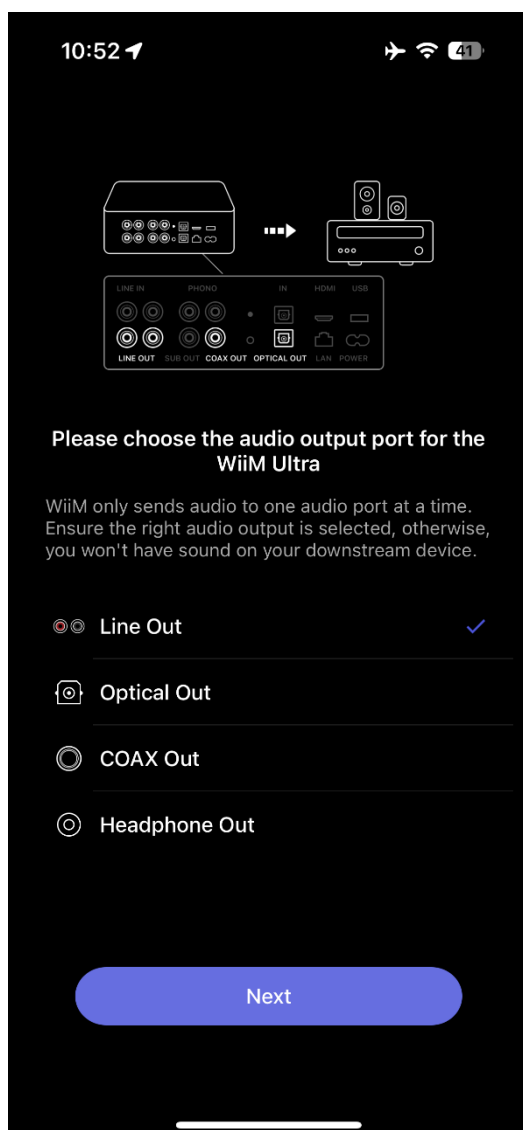 10:52
41
LINE IN PHONO IN HDMI USB
LINE OUT SUB OUT COAX OUT OPTICAL OUT LAN POWER
Please choose the audio output port for the
WiiM Ultra
WiiM only sends audio to one audio port at a time.
Ensure the right audio output is selected, otherwise,
you won't have sound on your downstream device.
Line Out
Optical Out
COAX Out
Headphone Out
Next